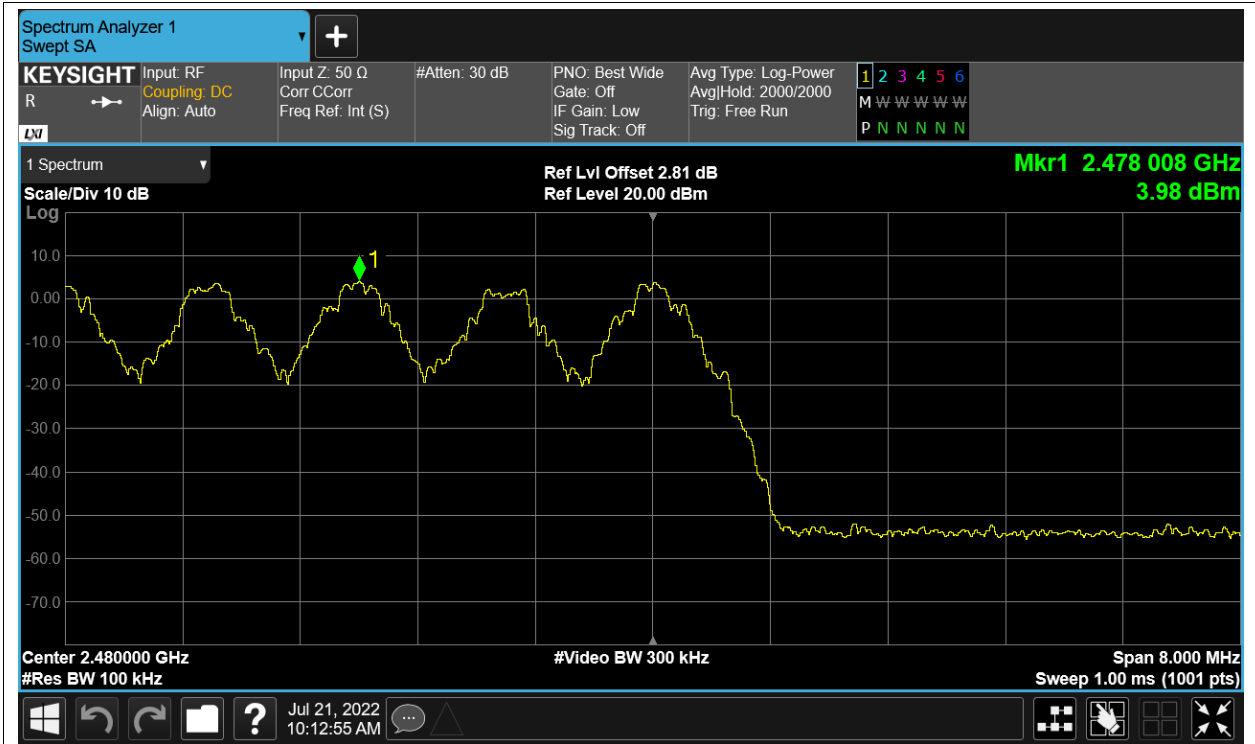 Spectrum Analyzer 1
Swept SA
+
KEYSIGHT
R
LXI
Input: RF
Coupling: DC
Align: Auto
Input Z: 50 Ω
Corr CCorr
Freq Ref: Int (S)
#Atten: 30 dB
PNO: Best Wide
Gate: Off
IF Gain: Low
Sig Track: Off
Avg Type: Log-Power
Avg|Hold: 2000/2000
Trig: Free Run
1 2 3 4 5 6
M W W W W W W
P N N N N N
1 Spectrum
Scale/Div 10 dB
Ref Lvl Offset 2.81 dB
Ref Level 20.00 dBm
Mkr1 2.478 008 GHz
3.98 dBm
Log
1
10.0
0.00
-10.0
-20.0
-30.0
-40.0
-50.0
-60.0
-70.0
Center 2.480000 GHz
#Res BW 100 kHz
#Video BW 300 kHz
Span 8.000 MHz
Sweep 1.00 ms (1001 pts)
?
Jul 21, 2022
10:12:55 AM